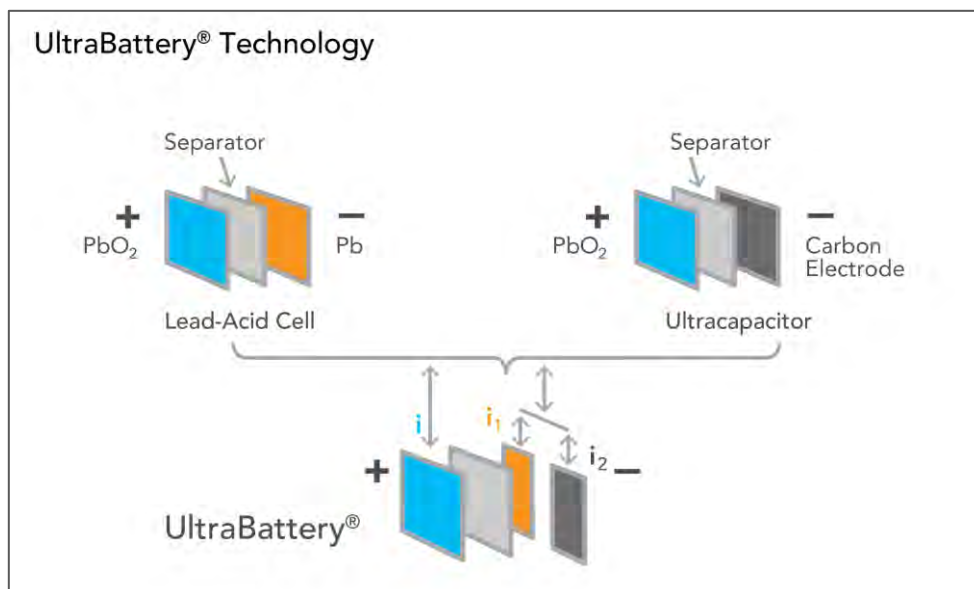 UltraBattery® Technology
Separator
Separator
+
PbO₂
−
Pb
+
PbO₂
−
Carbon
Electrode
Lead-Acid Cell
Ultracapacitor
i
i₁
i₂
+
−
UltraBattery®